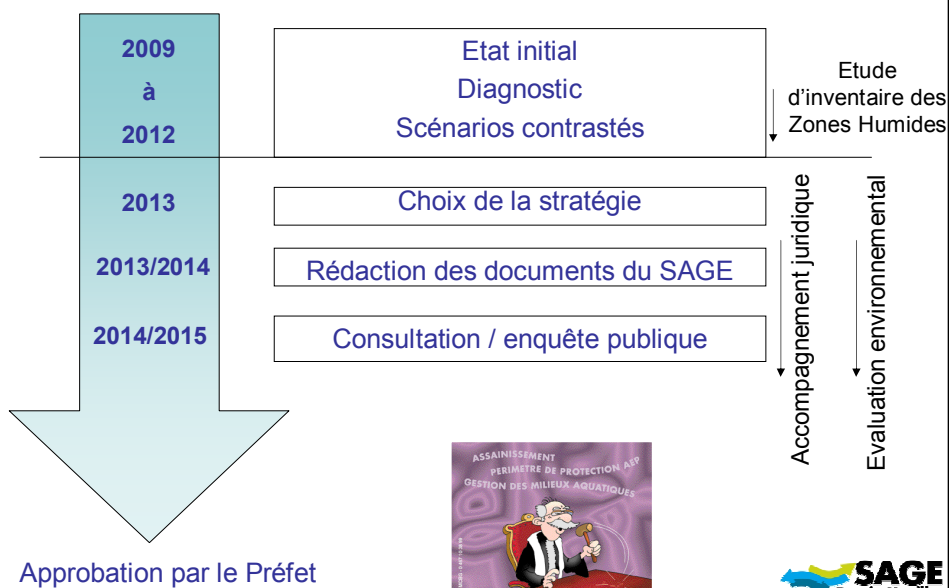 2009
à
2012
Etat initial
Diagnostic
Scénarios contrastés
Etude
d'inventaire des
Zones Humides
2013
Choix de la stratégie
2013/2014
Rédaction des documents du SAGE
2014/2015
Consultation / enquête publique
Accompagnement juridique
Evaluation environnemental
ASSAINISSEMENT
PERIMETRE DE PROTECTION AEP
GESTION DES MILIEUX AQUATIQUES
Approbation par le Préfet
SAGE